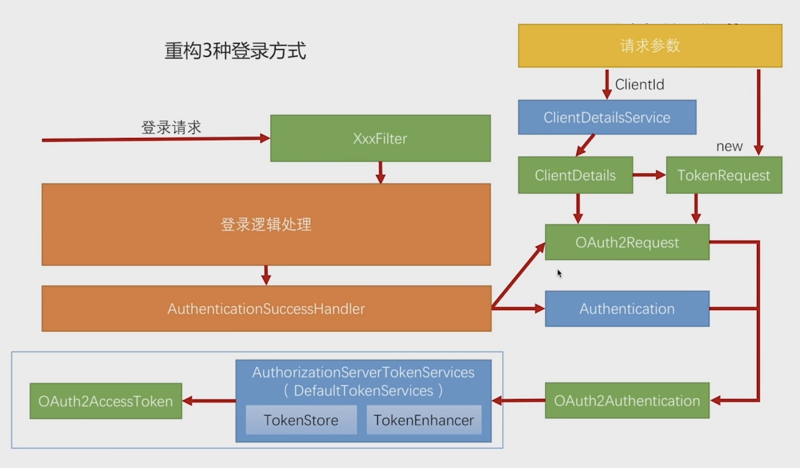 重构3种登录方式
请求参数
ClientId
登录请求
ClientDetailsService
XxxFilter
new
ClientDetails
TokenRequest
登录逻辑处理
OAuth2Request
AuthenticationSuccessHandler
Authentication
AuthorizationServerTokenServices
( DefaultTokenServices )
TokenStore
TokenEnhancer
OAuth2AccessToken
OAuth2Authentication